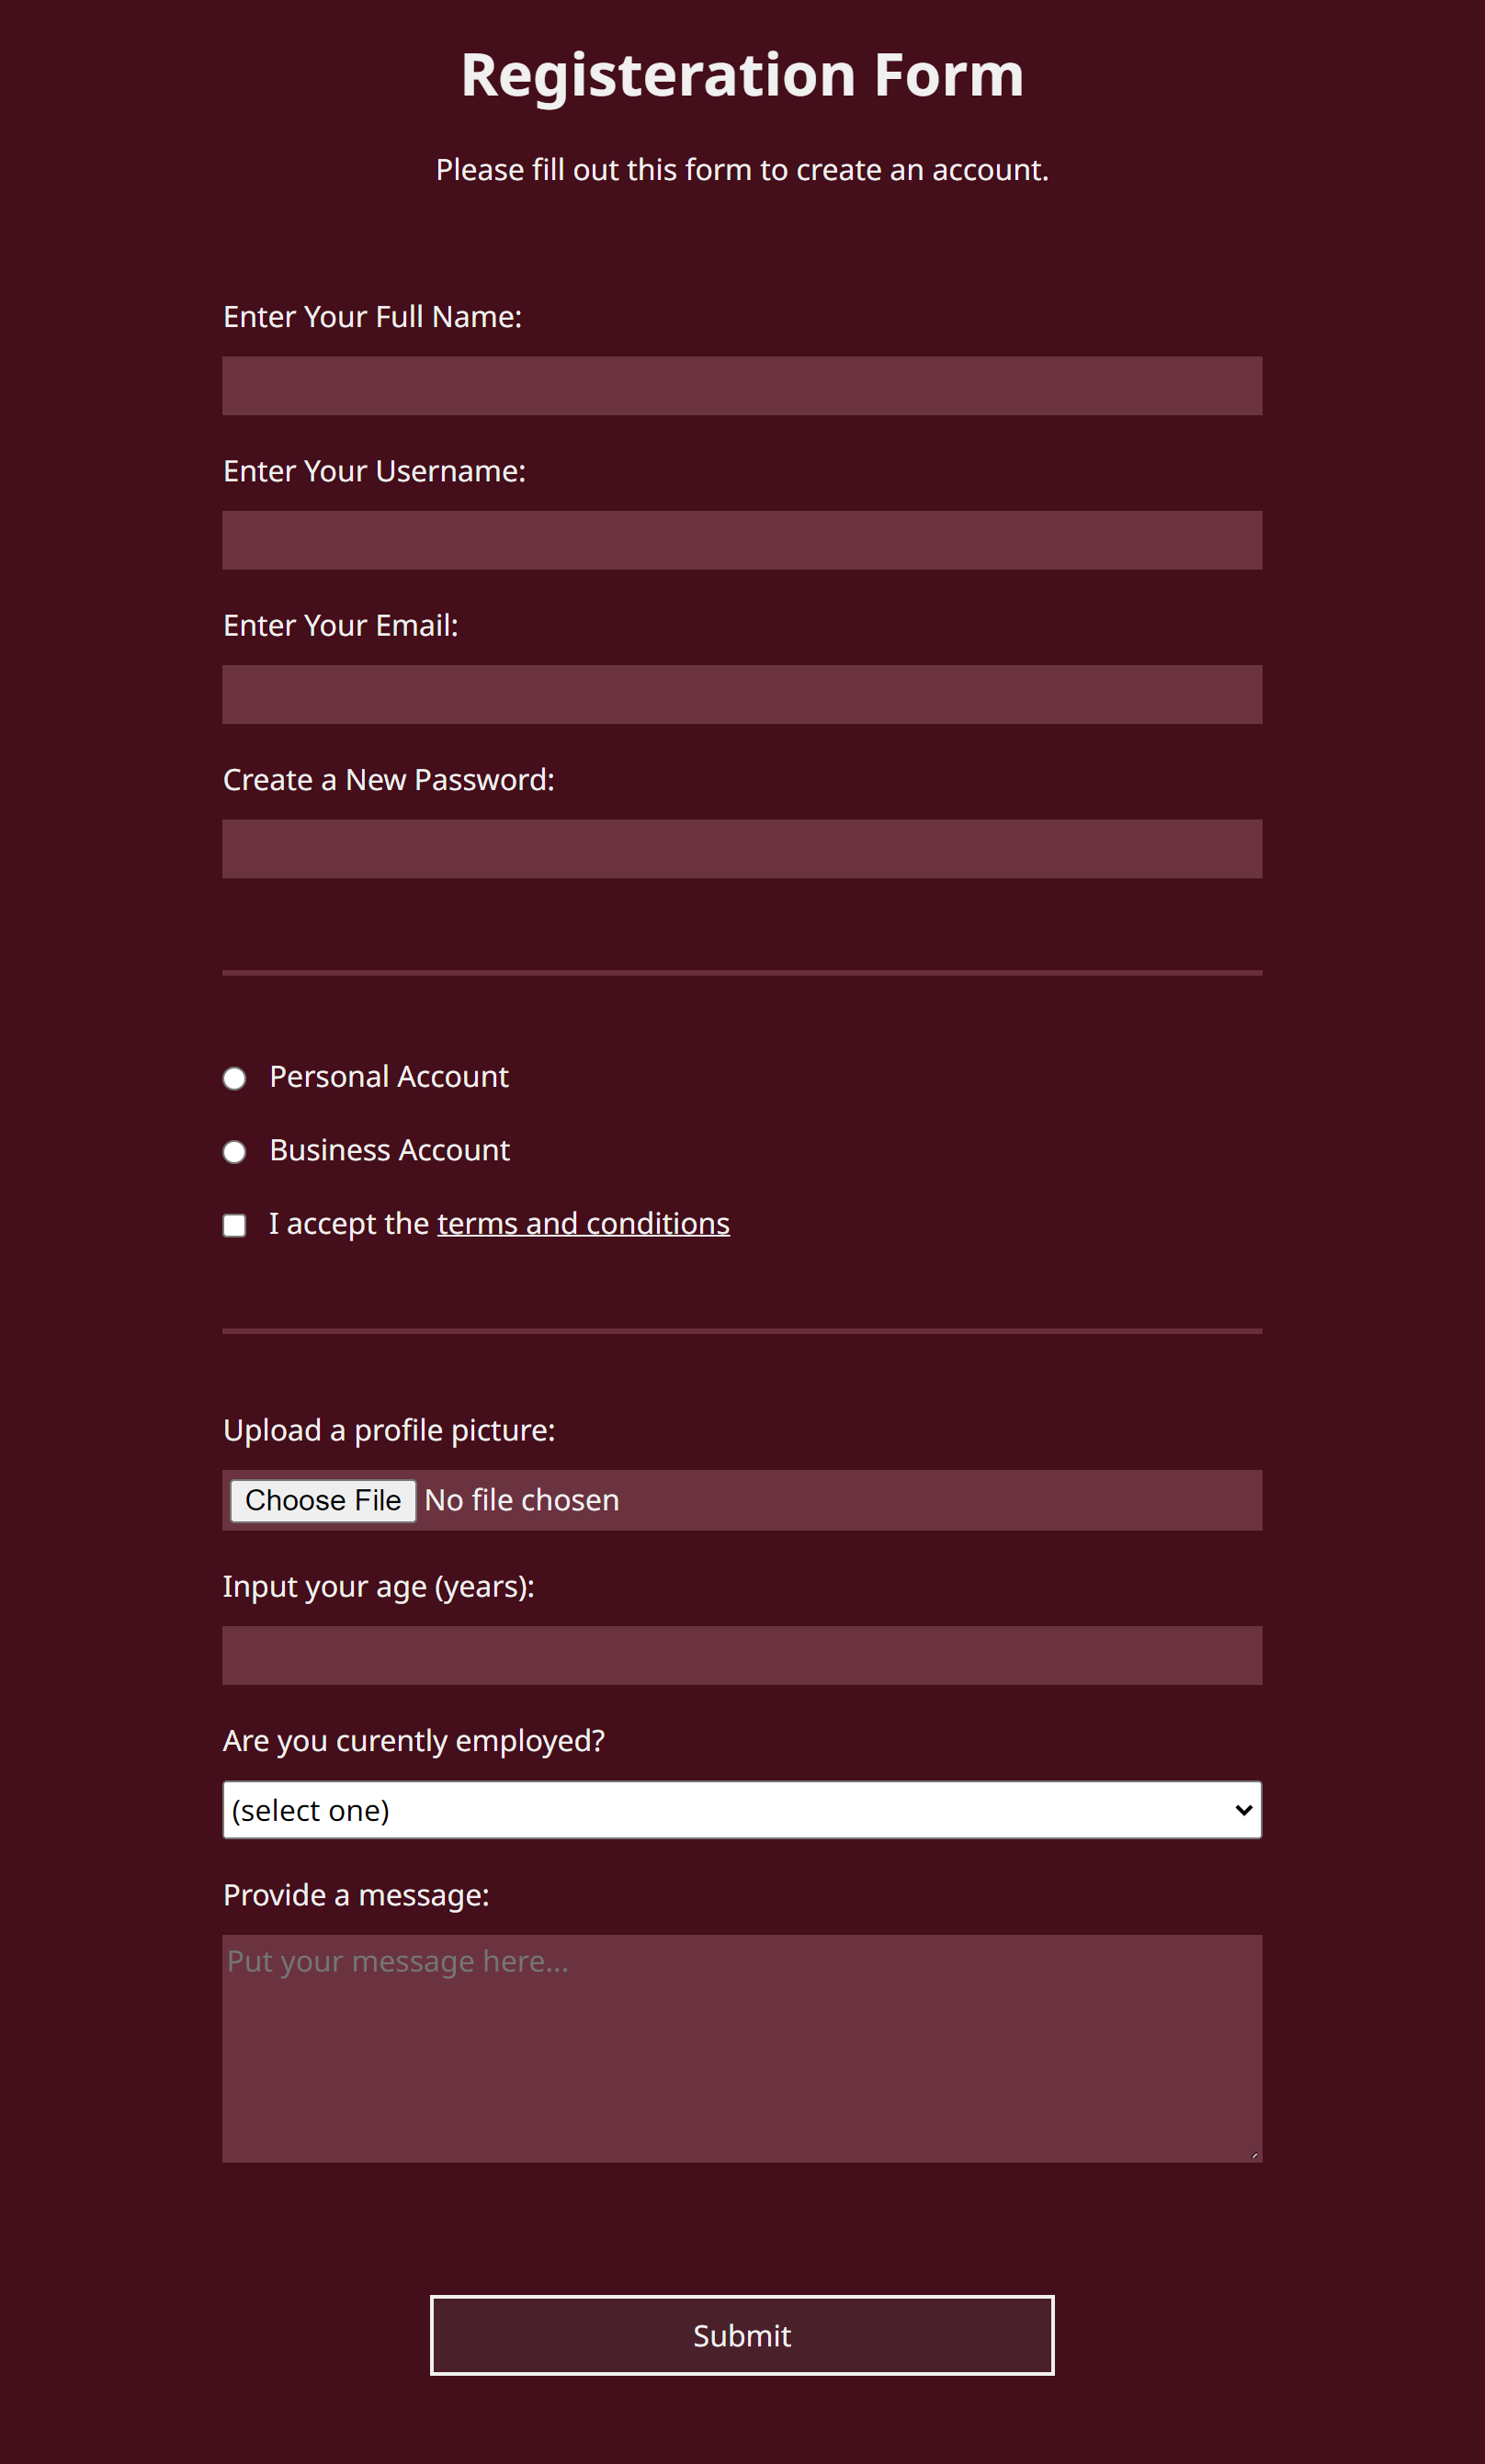 Registeration Form
Please fill out this form to create an account.
Enter Your Full Name:
Enter Your Username:
Enter Your Email:
Create a New Password:
Personal Account
Business Account
I accept the terms and conditions
Upload a profile picture:
Choose File No file chosen
Input your age (years):
Are you curently employed?
(select one)
Provide a message:
Put your message here...
Submit